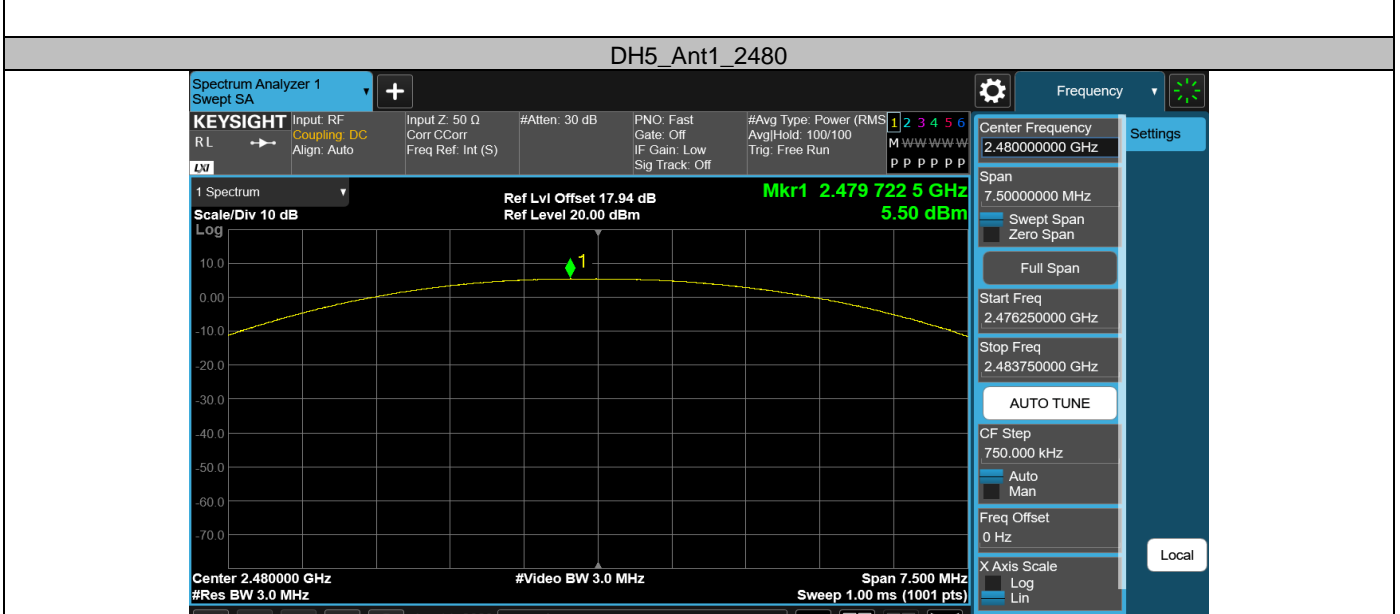 DH5_Ant1_2480
Spectrum Analyzer 1
Swept SA
Frequency
KEYSIGHT
R L
LXI
Input: RF
Coupling: DC
Align: Auto
Input Z: 50 Ω
Corr CCorr
Freq Ref: Int (S)
#Atten: 30 dB
PNO: Fast
Gate: Off
IF Gain: Low
Sig Track: Off
#Avg Type: Power (RMS
Avg|Hold: 100/100
Trig: Free Run
1 2 3 4 5 6
M W W W W W
P P P P P P
Center Frequency
2.480000000 GHz
Settings
Span
7.50000000 MHz
Swept Span
Zero Span
Full Span
Start Freq
2.476250000 GHz
Stop Freq
2.483750000 GHz
AUTO TUNE
CF Step
750.000 kHz
Auto
Man
Freq Offset
0 Hz
X Axis Scale
Log
Lin
Local
1 Spectrum
Scale/Div 10 dB
Log
Ref Lvl Offset 17.94 dB
Ref Level 20.00 dBm
Mkr1 2.479 722 5 GHz
5.50 dBm
1
10.0
0.00
-10.0
-20.0
-30.0
-40.0
-50.0
-60.0
-70.0
Center 2.480000 GHz
#Res BW 3.0 MHz
#Video BW 3.0 MHz
Span 7.500 MHz
Sweep 1.00 ms (1001 pts)